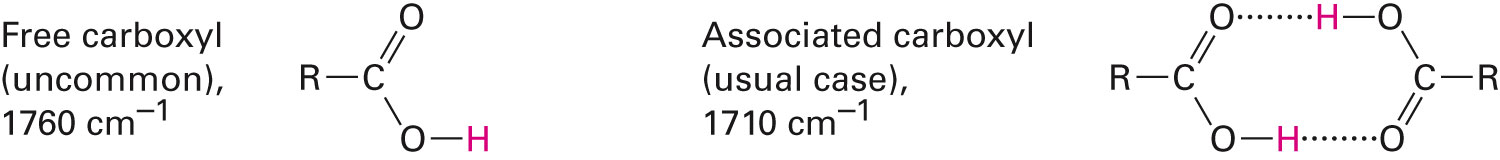 Free carboxyl
(uncommon),
1760 cm⁻¹
O
R—C
O—H
Associated carboxyl
(usual case),
1710 cm⁻¹
O H—O
R—C C—R
O—H O